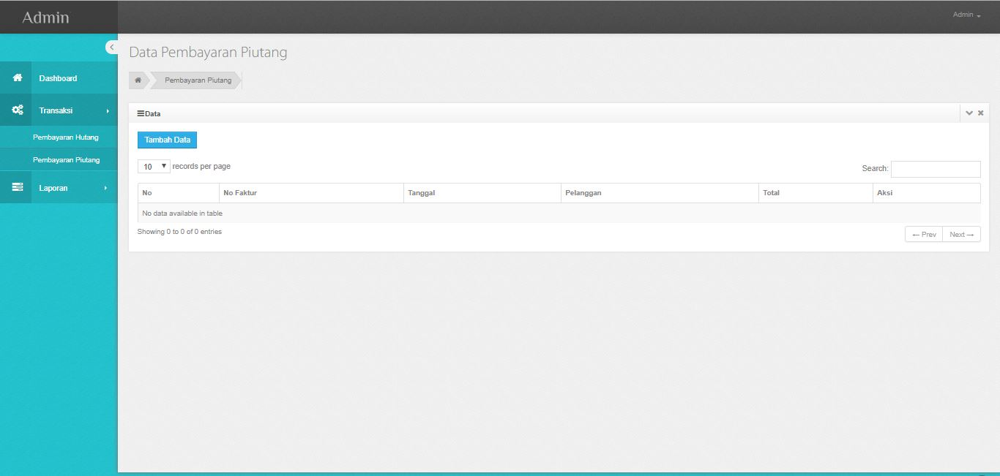 Admin
Admin
Data Pembayaran Piutang
Pembayaran Piutang
Dashboard
Transaksi
Pembayaran Hutang
Pembayaran Piutang
Laporan
Data
Tambah Data
10 records per page
Search:
No No Faktur Tanggal Pelanggan Total Aksi
No data available in table
Showing 0 to 0 of 0 entries
← Prev Next →